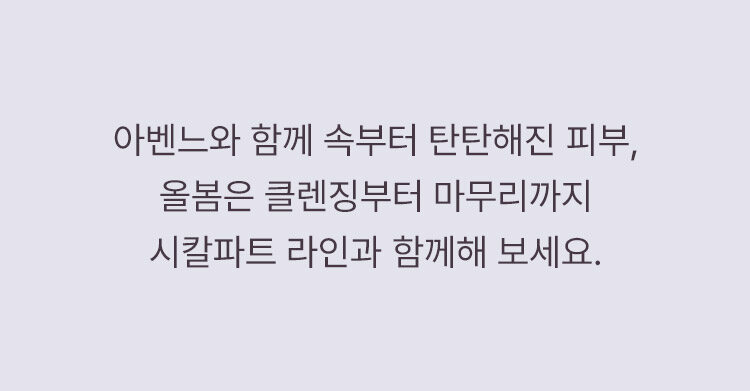 아벤느와 함께 속부터 탄탄해진 피부,
올봄은 클렌징부터 마무리까지
시칼파트 라인과 함께해 보세요.